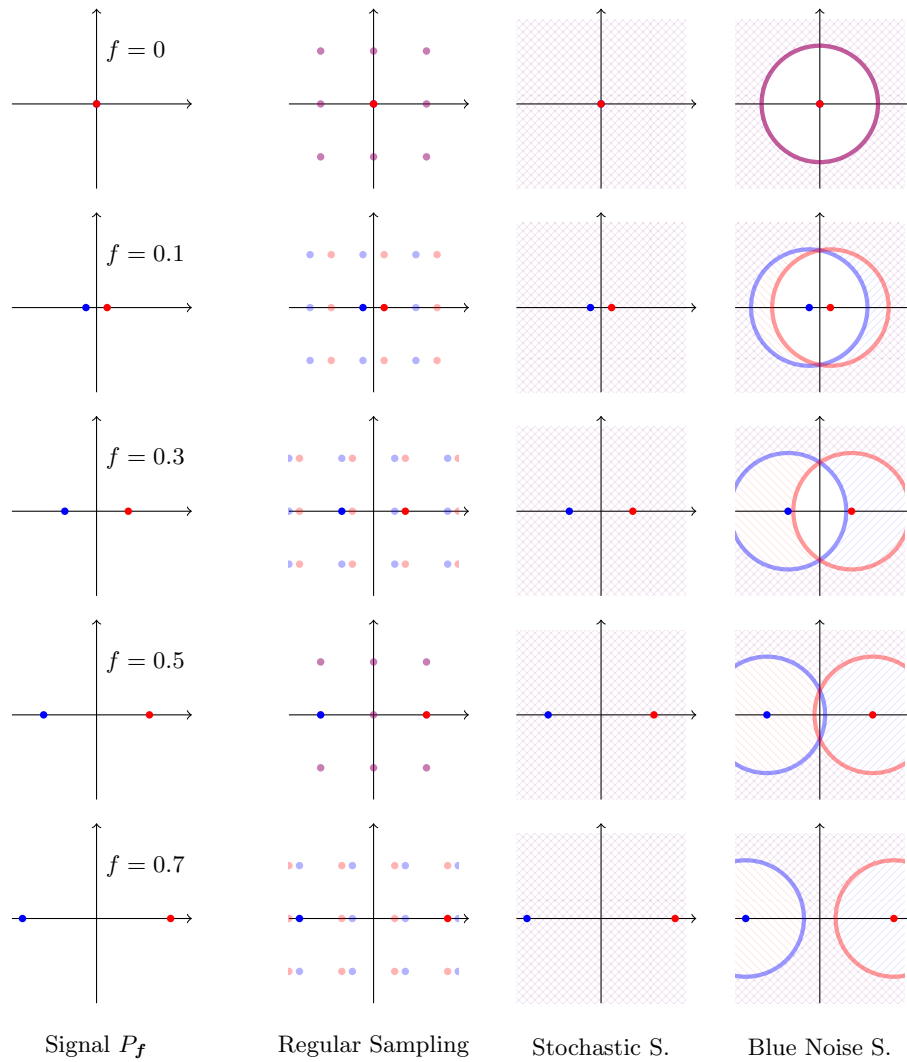 f = 0
f = 0.1
f = 0.3
f = 0.5
f = 0.7
Signal P_f Regular Sampling Stochastic S. Blue Noise S.